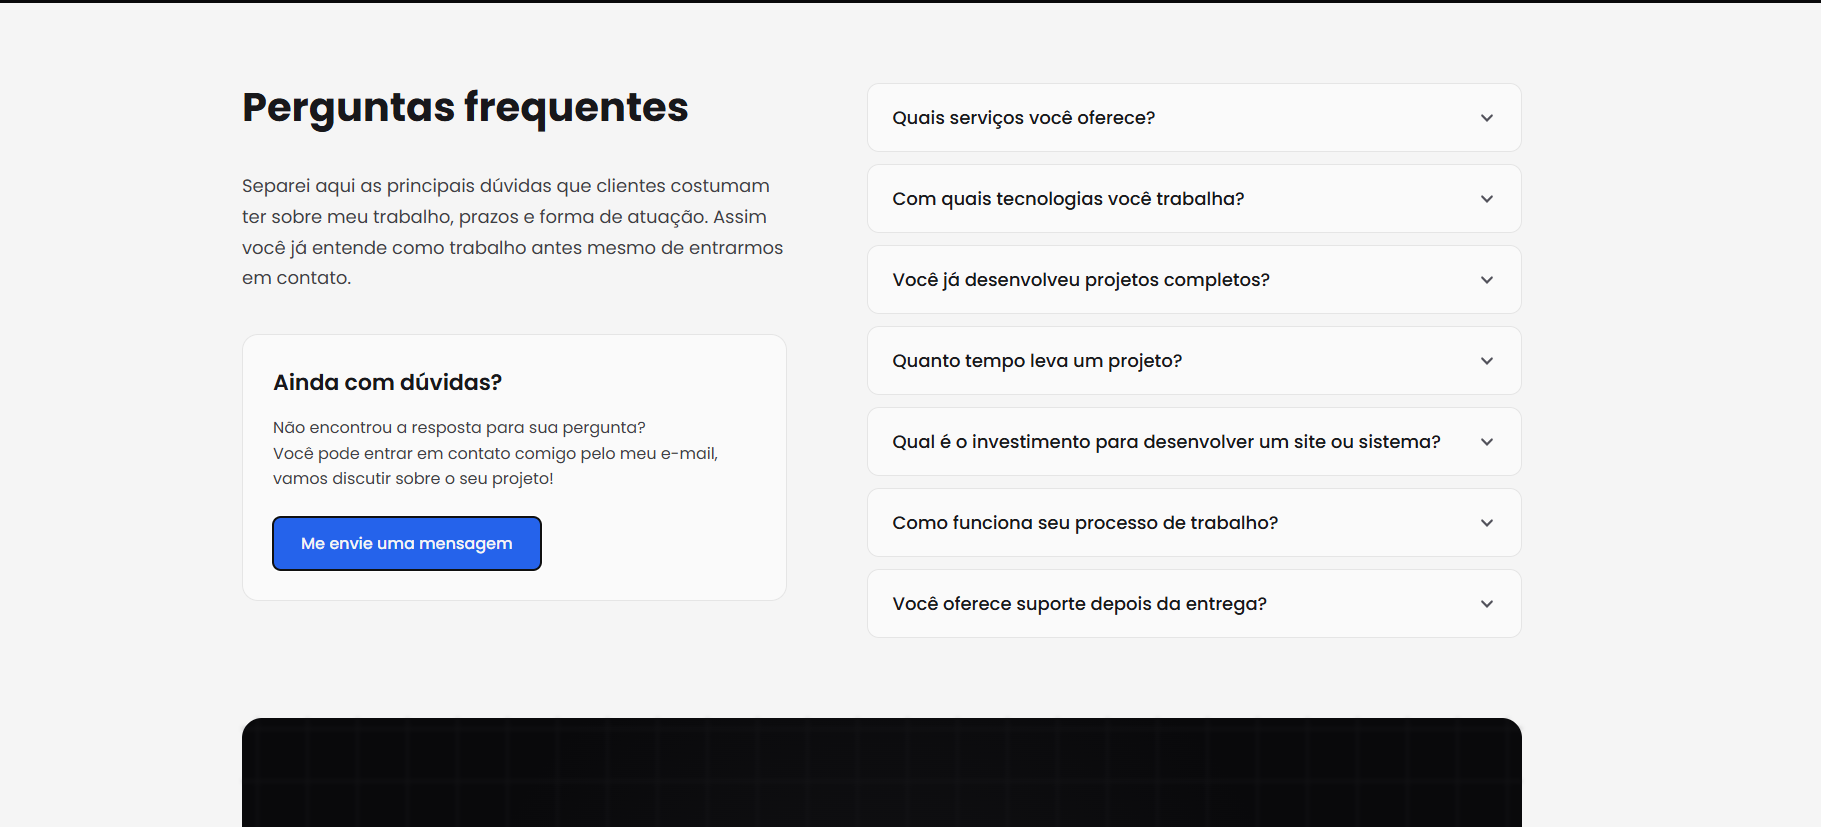 Perguntas frequentes
Separei aqui as principais dúvidas que clientes costumam
ter sobre meu trabalho, prazos e forma de atuação. Assim
você já entende como trabalho antes mesmo de entrarmos
em contato.
Ainda com dúvidas?
Não encontrou a resposta para sua pergunta?
Você pode entrar em contato comigo pelo meu e-mail,
vamos discutir sobre o seu projeto!
Me envie uma mensagem
Quais serviços você oferece?
Com quais tecnologias você trabalha?
Você já desenvolveu projetos completos?
Quanto tempo leva um projeto?
Qual é o investimento para desenvolver um site ou sistema?
Como funciona seu processo de trabalho?
Você oferece suporte depois da entrega?